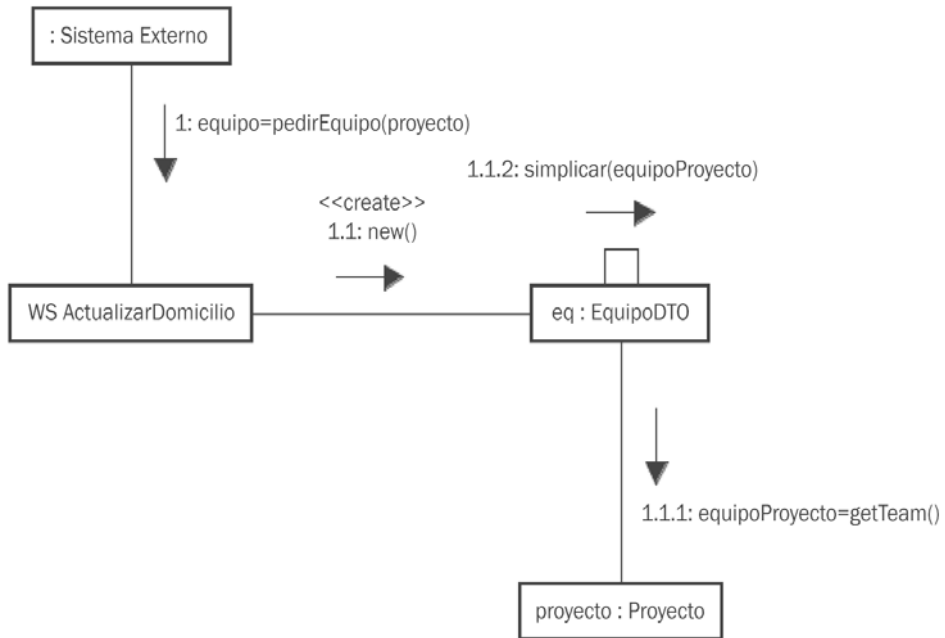 : Sistema Externo
1: equipo=pedirEquipo(proyecto)
1.1.2: simplicar(equipoProyecto)
<<create>>
1.1: new()
WS ActualizarDomicilio
eq : EquipoDTO
1.1.1: equipoProyecto=getTeam()
proyecto : Proyecto